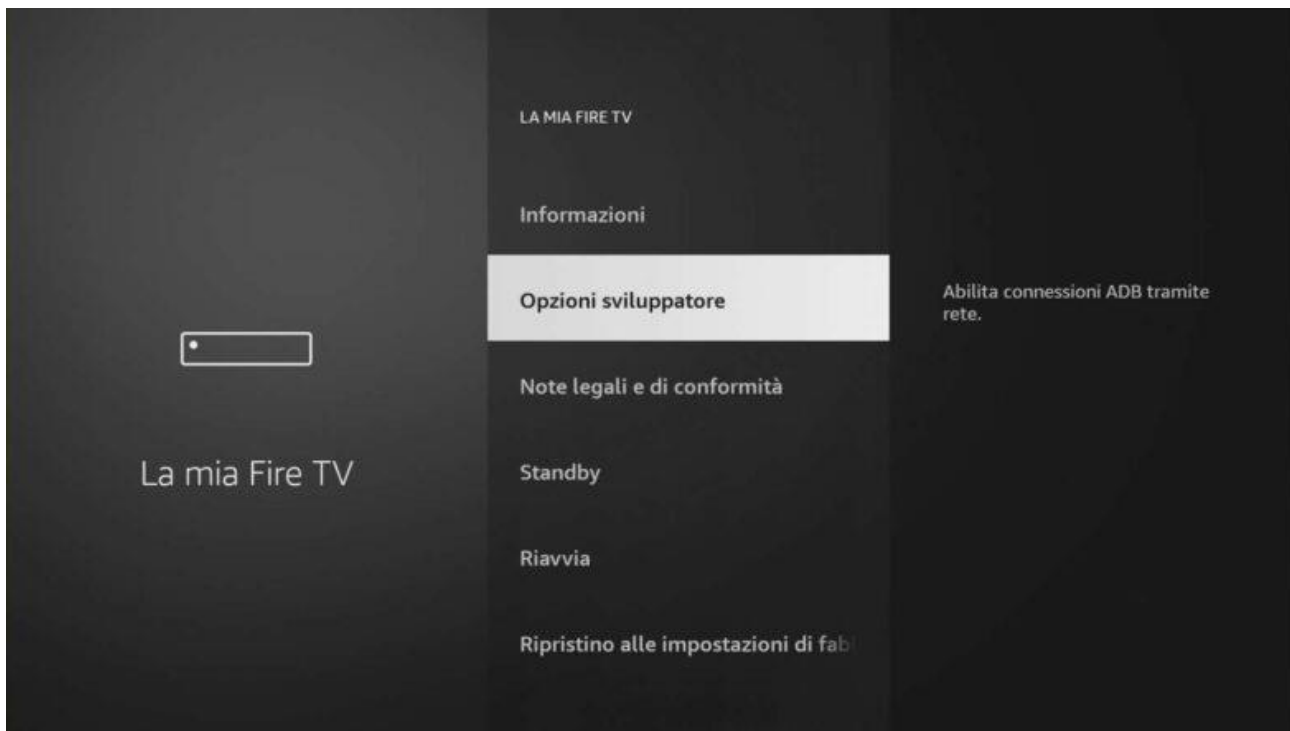 LA MIA FIRE TV
Informazioni
Opzioni sviluppatore
Abilita connessioni ADB tramite
rete.
Note legali e di conformità
La mia Fire TV
Standby
Riavvia
Ripristino alle impostazioni di fab